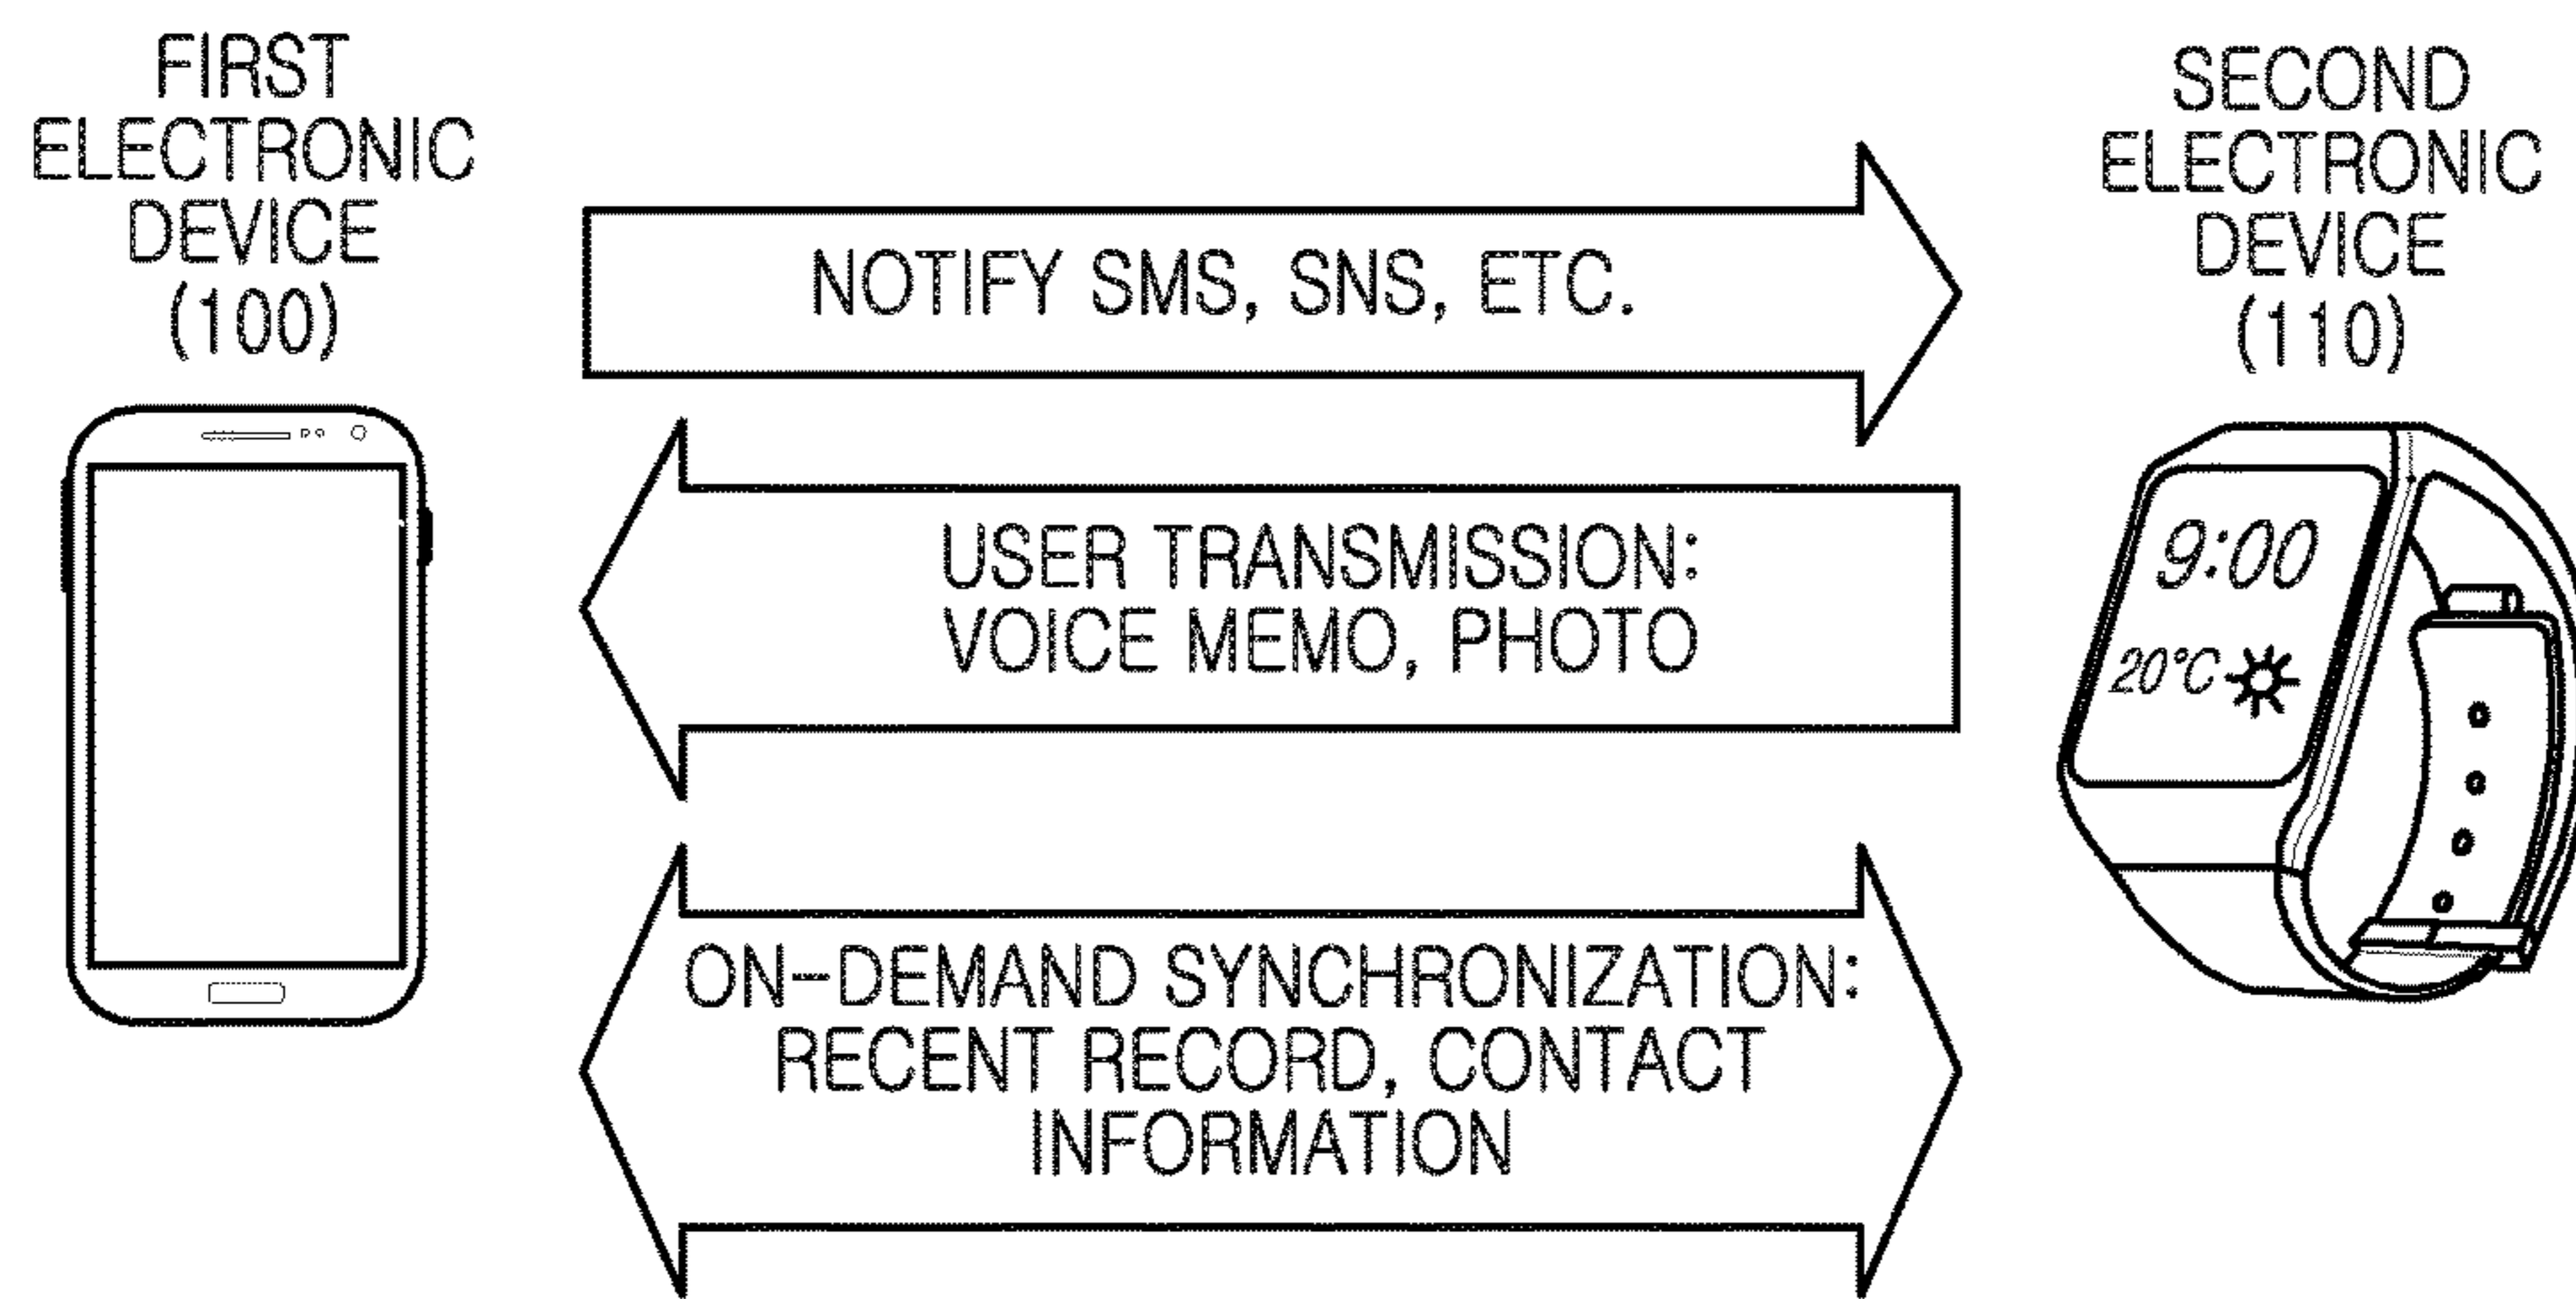 FIRST
ELECTRONIC
DEVICE
(100)
NOTIFY SMS, SNS, ETC.
USER TRANSMISSION:
VOICE MEMO, PHOTO
ON-DEMAND SYNCHRONIZATION:
RECENT RECORD, CONTACT
INFORMATION
SECOND
ELECTRONIC
DEVICE
(110)
9:00
20°C